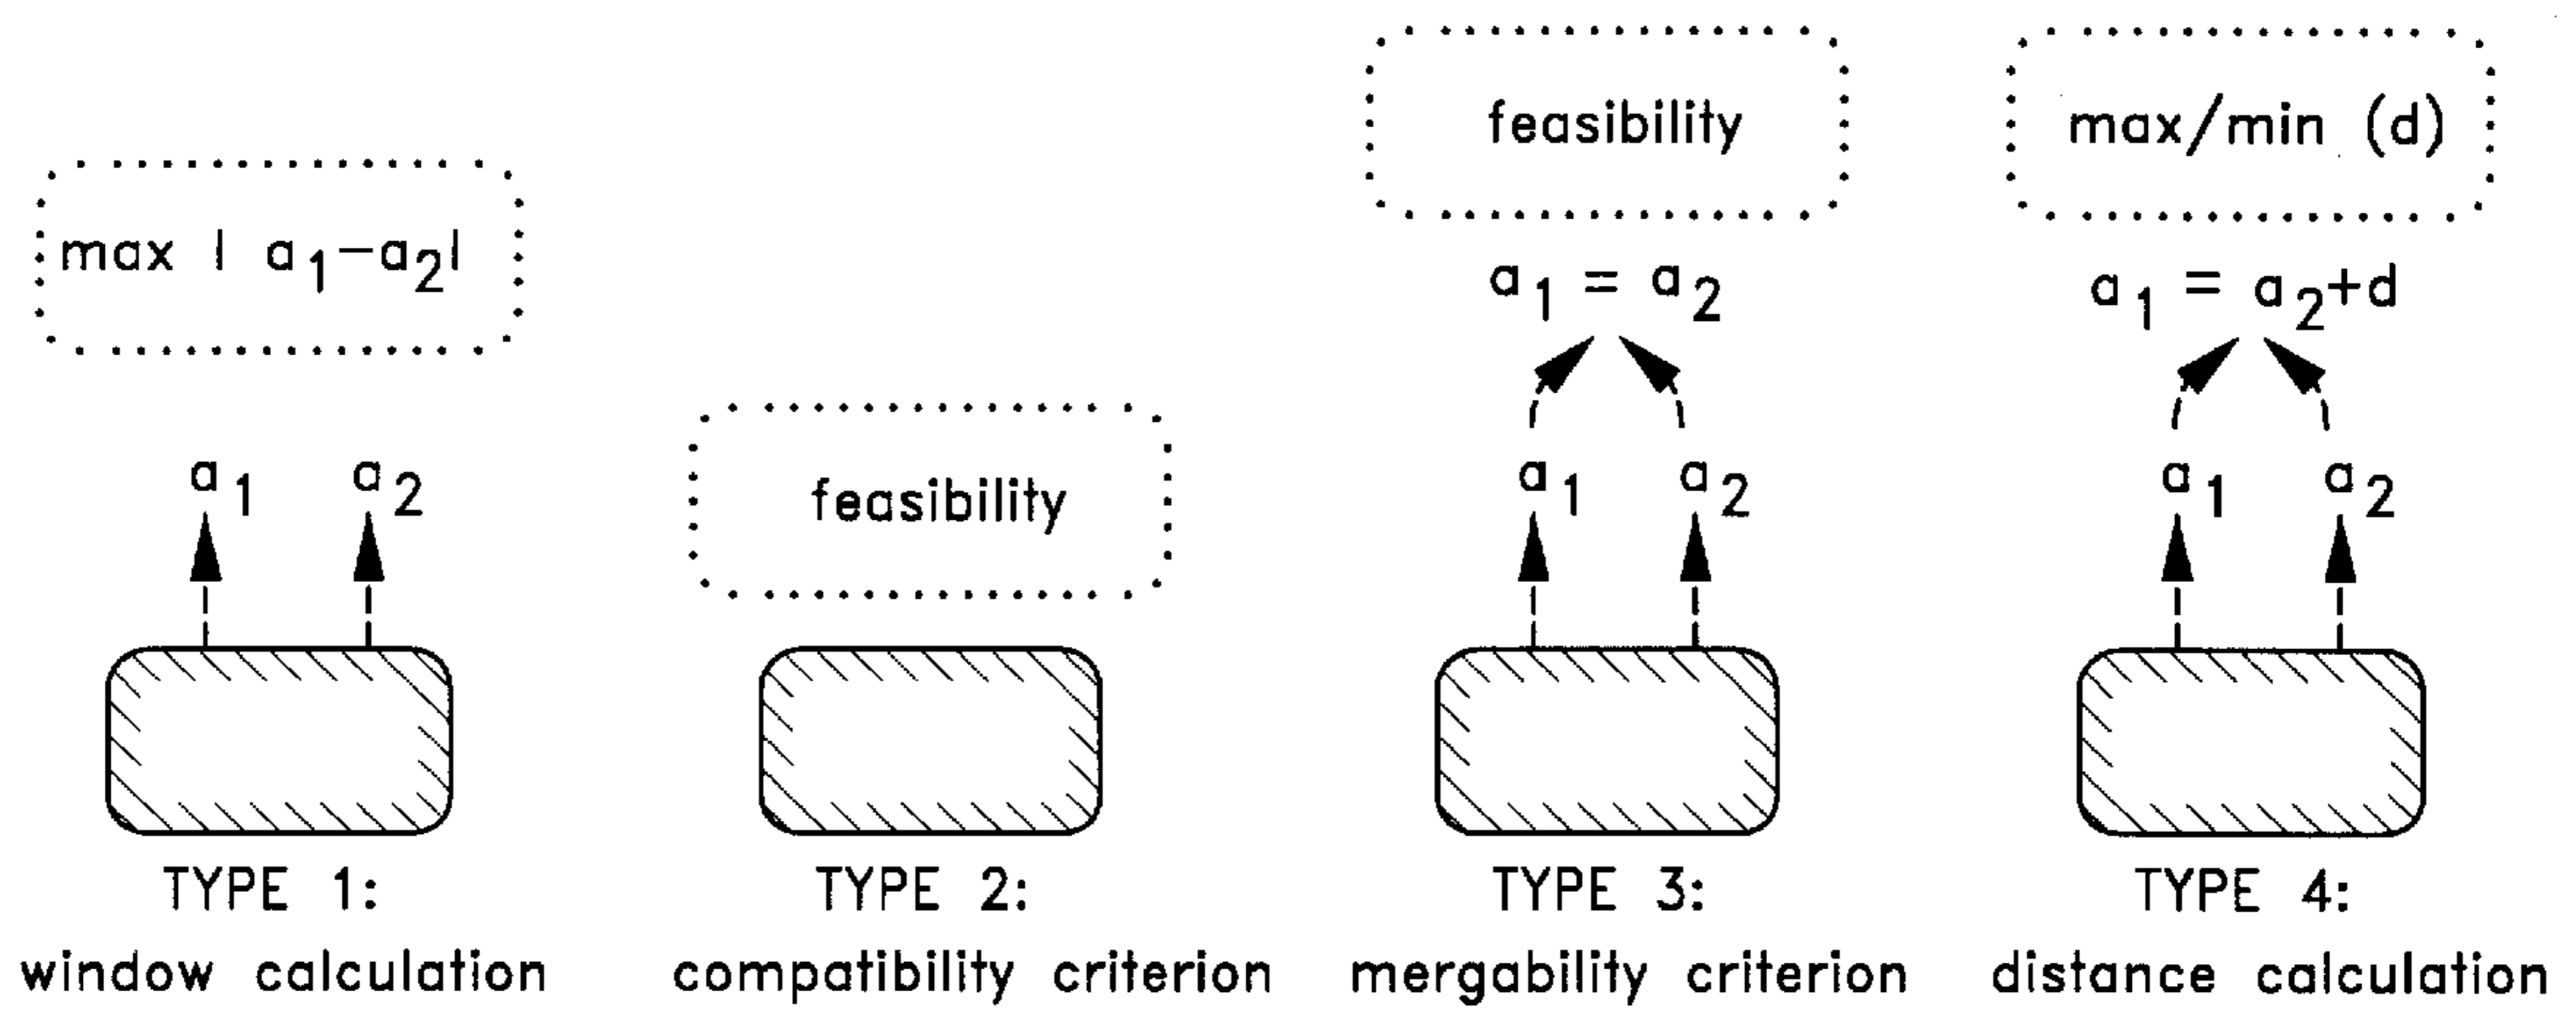 max | a1-a2|
a1 a2
TYPE 1:
window calculation
feasibility
TYPE 2:
compatibility criterion
feasibility
a1 = a2
a1 a2
TYPE 3:
mergability criterion
max/min (d)
a1 = a2+d
a1 a2
TYPE 4:
distance calculation